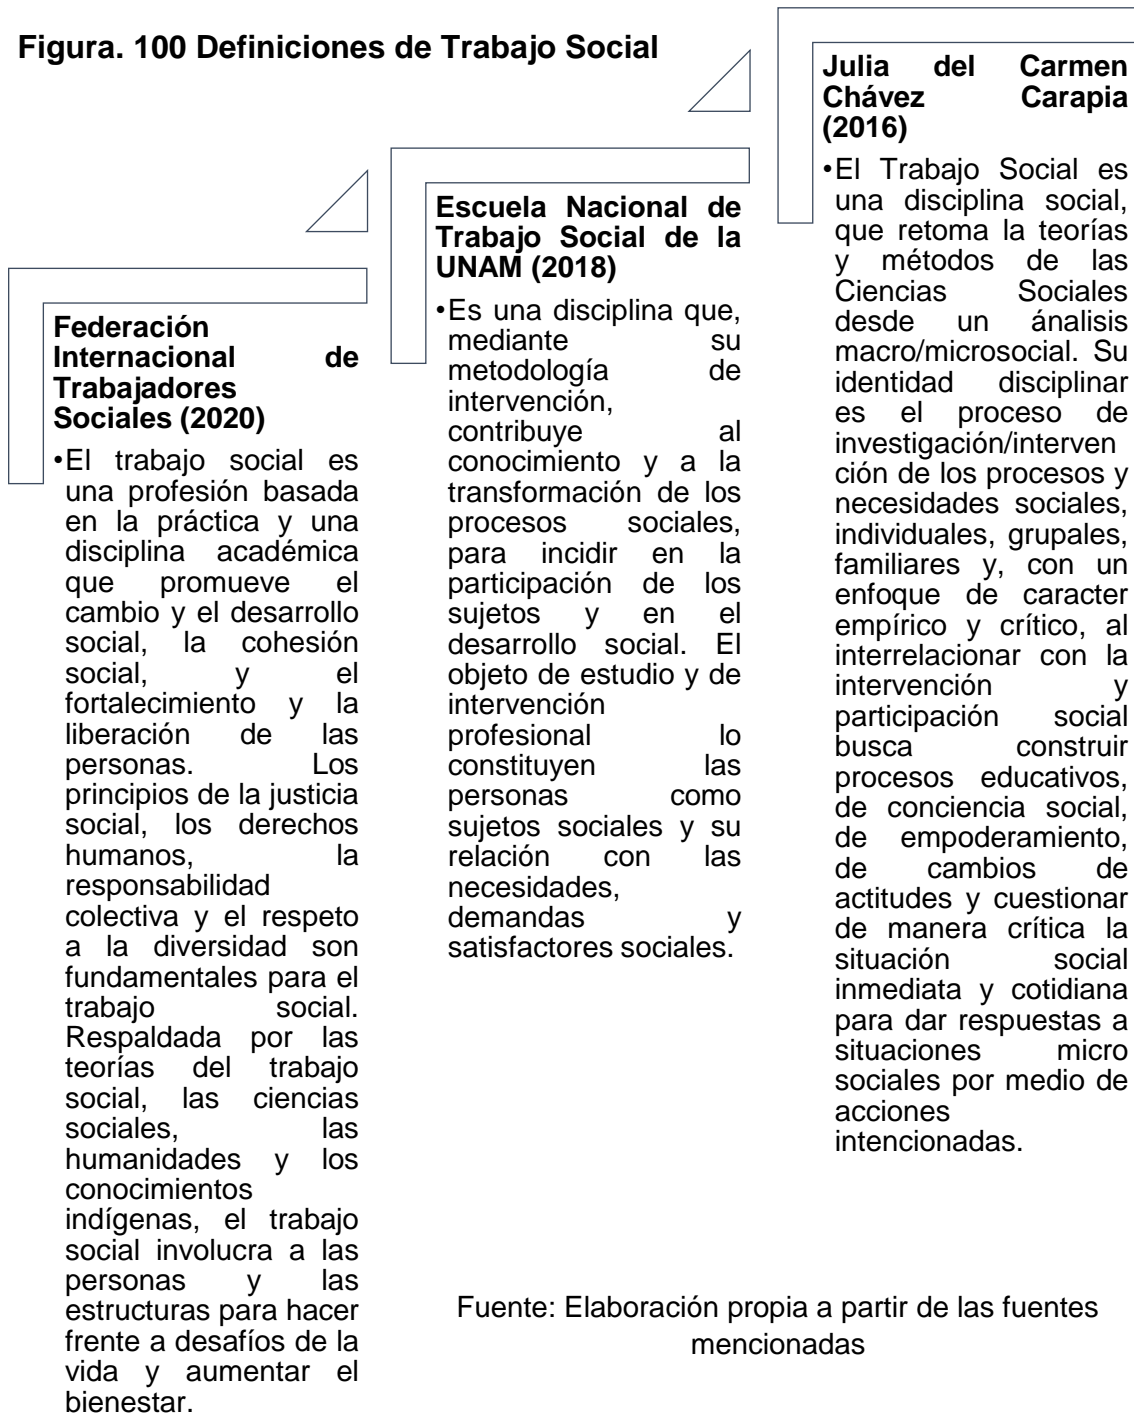 Figura. 100 Definiciones de Trabajo Social
Federación
Internacional de
Trabajadores
Sociales (2020)
•El trabajo social es
una profesión basada
en la práctica y una
disciplina académica
que promueve el
cambio y el desarrollo
social, la cohesión
social, y el
fortalecimiento y la
liberación de las
personas. Los
principios de la justicia
social, los derechos
humanos, la
responsabilidad
colectiva y el respeto
a la diversidad son
fundamentales para el
trabajo social.
Respaldada por las
teorías del trabajo
social, las ciencias
sociales, las
humanidades y los
conocimientos
indígenas, el trabajo
social involucra a las
personas y las
estructuras para hacer
frente a desafíos de la
vida y aumentar el
bienestar.
Escuela Nacional de
Trabajo Social de la
UNAM (2018)
•Es una disciplina que,
mediante su
metodología de
intervención,
contribuye al
conocimiento y a la
transformación de los
procesos sociales,
para incidir en la
participación de los
sujetos y en el
desarrollo social. El
objeto de estudio y de
intervención
profesional lo
constituyen las
personas como
sujetos sociales y su
relación con las
necesidades,
demandas y
satisfactores sociales.
Julia del Carmen
Chávez Carapia
(2016)
•El Trabajo Social es
una disciplina social,
que retoma la teorías
y métodos de las
Ciencias Sociales
desde un ánalisis
macro/microsocial. Su
identidad disciplinar
es el proceso de
investigación/interven
ción de los procesos y
necesidades sociales,
individuales, grupales,
familiares y, con un
enfoque de caracter
empírico y crítico, al
interrelacionar con la
intervención y
participación social
busca construir
procesos educativos,
de conciencia social,
de empoderamiento,
de cambios de
actitudes y cuestionar
de manera crítica la
situación social
inmediata y cotidiana
para dar respuestas a
situaciones micro
sociales por medio de
acciones
intencionadas.
Fuente: Elaboración propia a partir de las fuentes
mencionadas